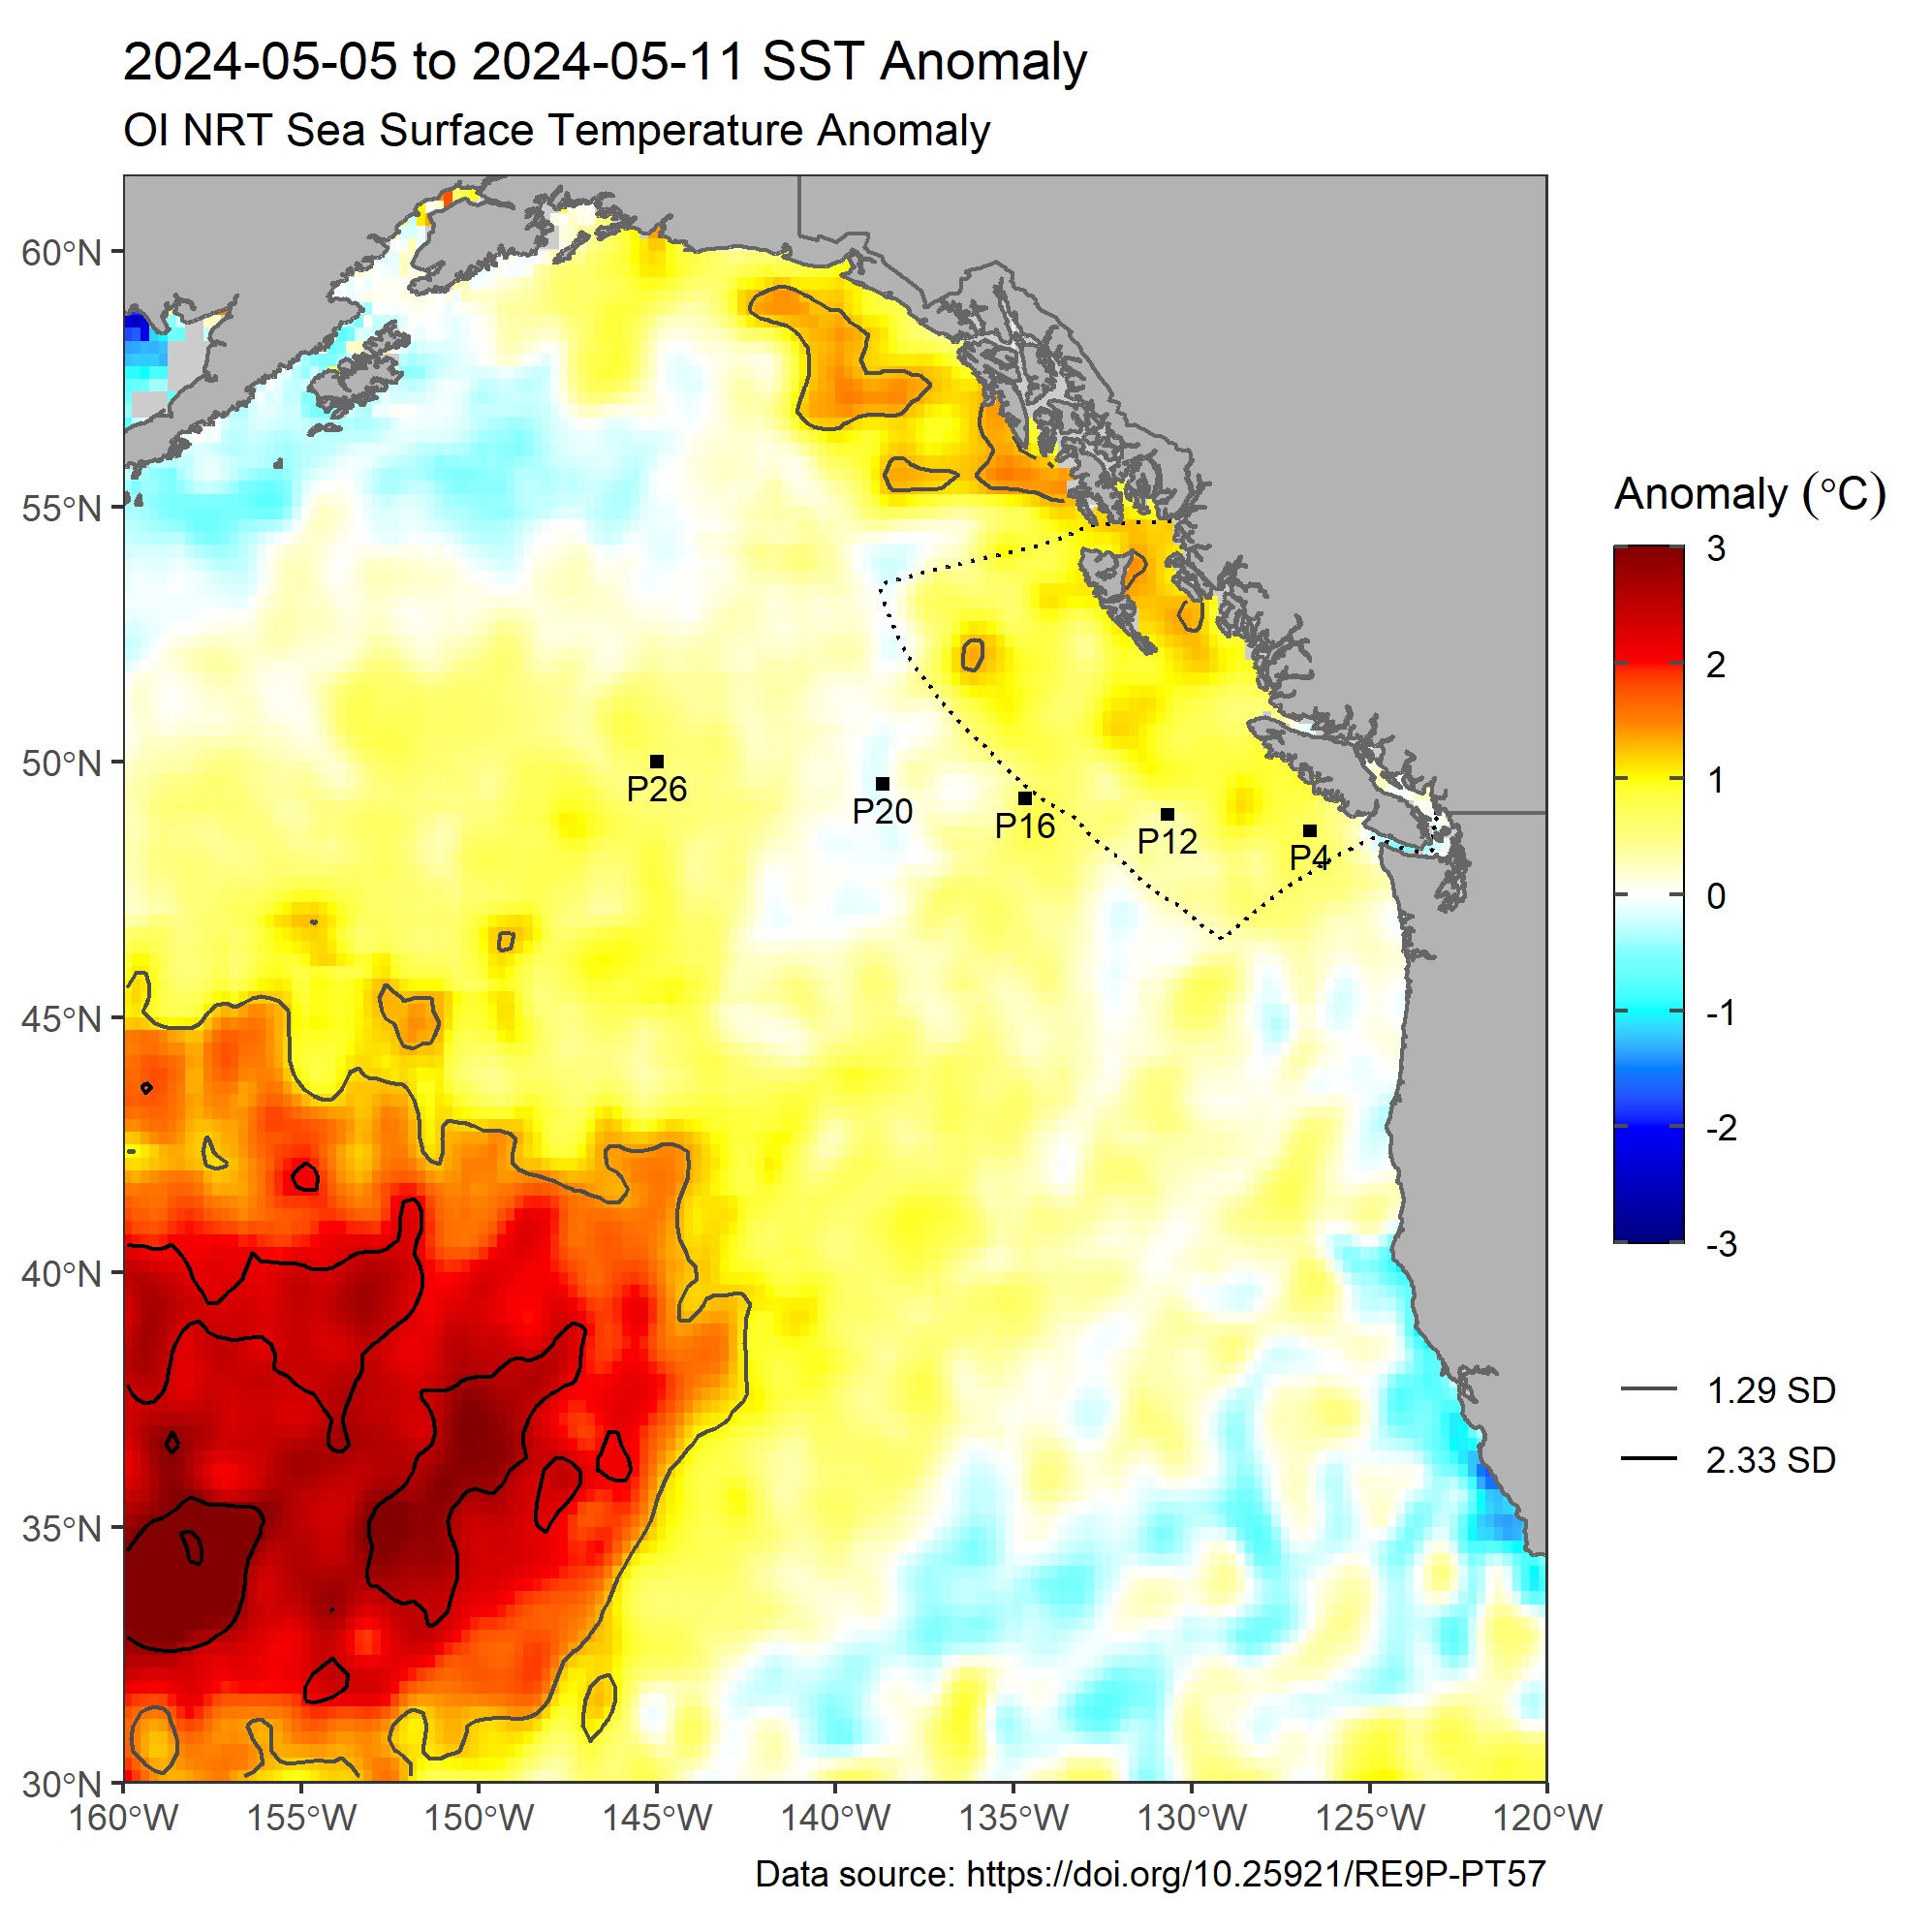 2024-05-05 to 2024-05-11 SST Anomaly
OI NRT Sea Surface Temperature Anomaly
60°N
55°N
50°N
45°N
40°N
35°N
30°N
160°W
155°W
150°W
145°W
140°W
135°W
130°W
125°W
120°W
P26
P20
P16
P12
P4
Anomaly (°C)
3
2
1
0
-1
-2
-3
1.29 SD
2.33 SD
Data source: https://doi.org/10.25921/RE9P-PT57